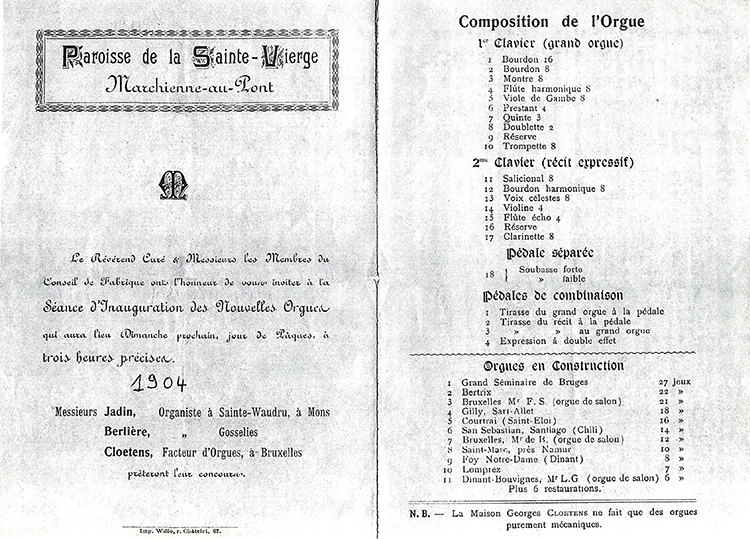 Paroisse de la Sainte-Vierge
Marchienne-au-Pont
M
Le Révérend Curé & Messieurs les Membres du
Conseil de Fabrique ont l'honneur de vous inviter à la
Séance d'Inauguration des Nouvelles Orgues
qui aura lieu Dimanche prochain, jour de Pâques, à
trois heures précises.
1904
Messieurs Jadin, Organiste à Sainte-Waudru, à Mons
Berlière, „ Gosselies
Cloetens, Facteur d'Orgues, à Bruxelles
prêteront leur concours.
Imp. Willo, r. Châtelet, 67.
Composition de l'Orgue
1er Clavier (grand orgue)
1 Bourdon 16
2 Bourdon 8
3 Montre 8
4 Flûte harmonique 8
5 Viole de Gambe 8
6 Prestant 4
7 Quinte 3
8 Doublette 2
9 Réserve
10 Trompette 8
2me Clavier (récit expressif)
11 Salicional 8
12 Bourdon harmonique 8
13 Voix célestes 8
14 Violine 4
15 Flûte écho 4
16 Réserve
17 Clarinette 8
Pédale séparée
18 } Soubasse forte
» faible
Pédales de combinaison
1 Tirasse du grand orgue à la pédale
2 Tirasse du récit à la pédale
3 » » au grand orgue
4 Expression à double effet
Orgues en Construction
1 Grand Séminaire de Bruges 27 jeux
2 Bertrix 22 »
3 Bruxelles Mr F. S. (orgue de salon) 21 »
4 Gilly, Sart-Allet 18 »
5 Courtrai (Saint-Eloi) 16 »
6 San Sebastian, Santiago (Chili) 14 »
7 Bruxelles, Mr de B. (orgue de salon) 12 »
8 Saint-Marc, près Namur 10 »
9 Foy Notre-Dame (Dinant) 8 »
10 Lomprez 7 »
11 Dinant-Bouvignes, Mr L.G (orgue de salon) 6 »
Plus 6 restaurations.
N. B. — La Maison Georges CLOETENS ne fait que des orgues
purement mécaniques.